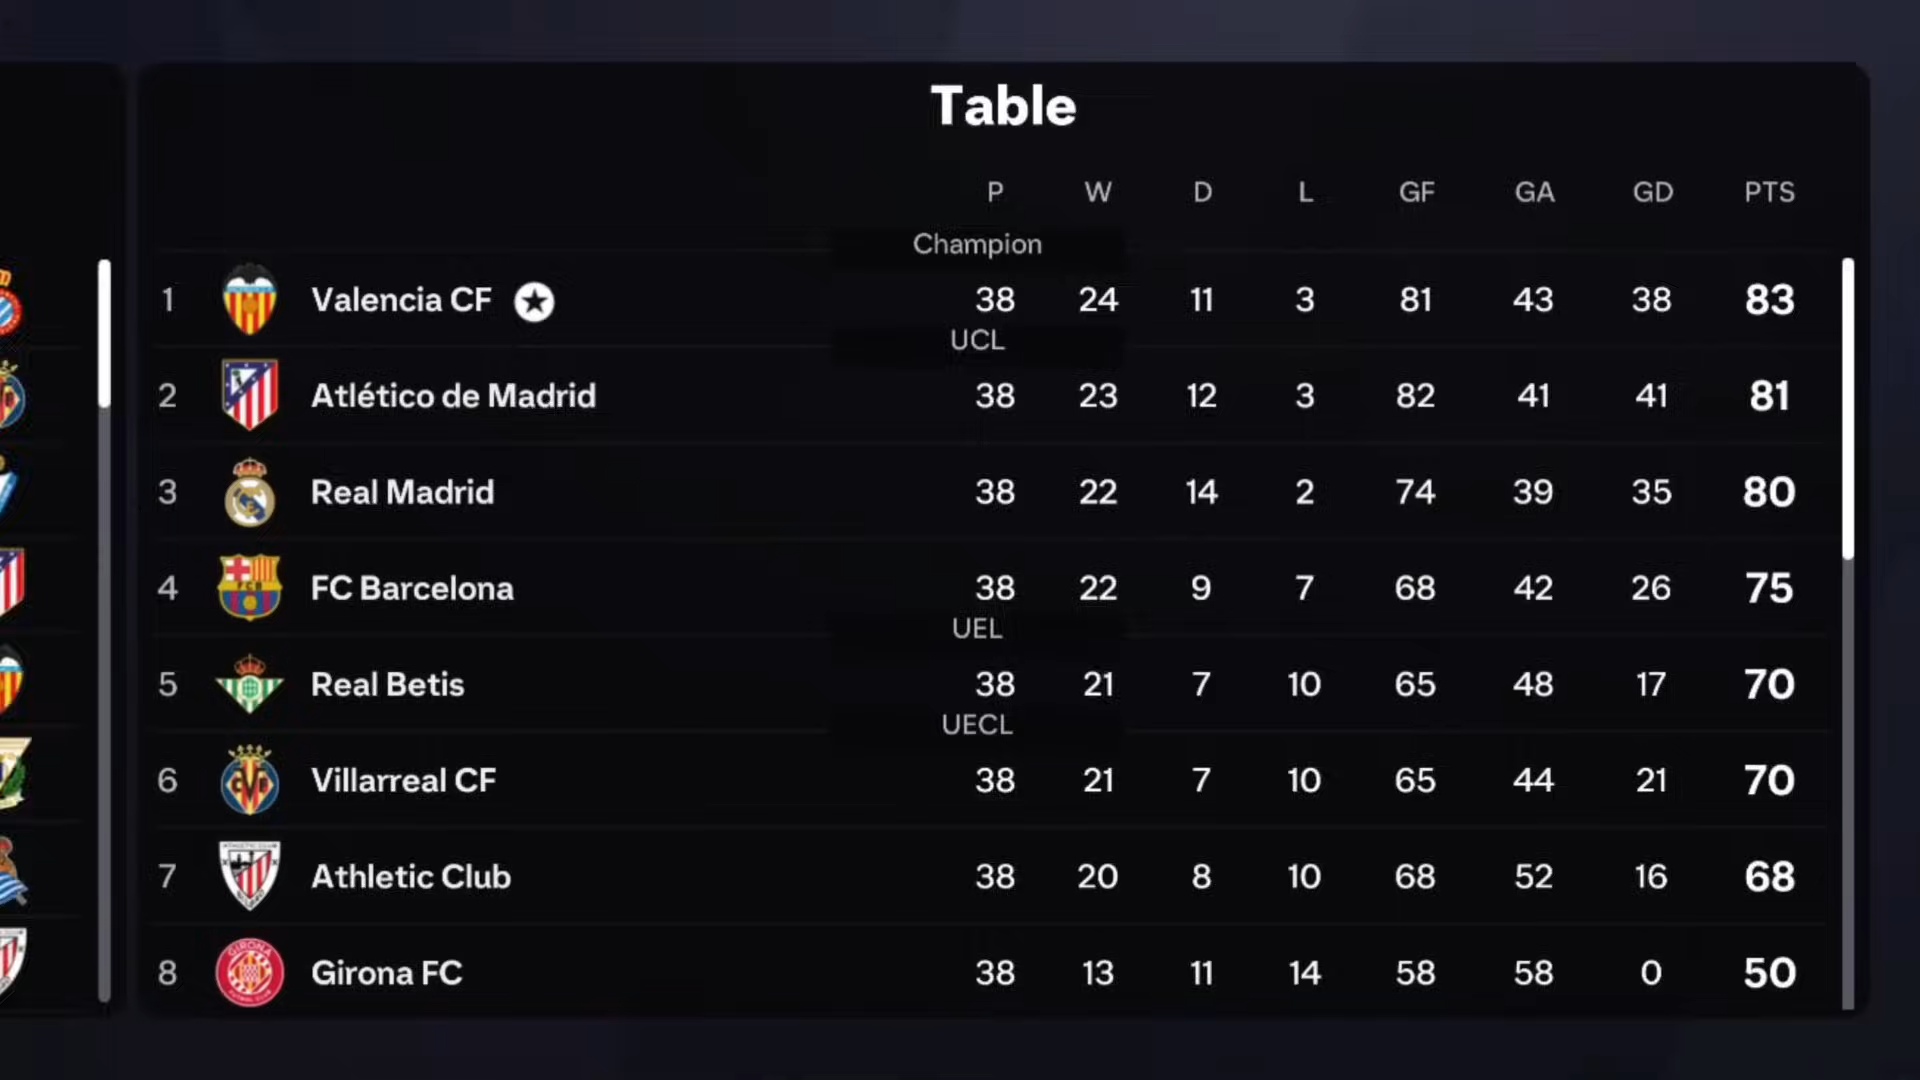 Table
P W D L GF GA GD PTS
Champion
1 Valencia CF 38 24 11 3 81 43 38 83
UCL
2 Atlético de Madrid 38 23 12 3 82 41 41 81
3 Real Madrid 38 22 14 2 74 39 35 80
4 FC Barcelona 38 22 9 7 68 42 26 75
UEL
5 Real Betis 38 21 7 10 65 48 17 70
UECL
6 Villarreal CF 38 21 7 10 65 44 21 70
7 Athletic Club 38 20 8 10 68 52 16 68
8 Girona FC 38 13 11 14 58 58 0 50